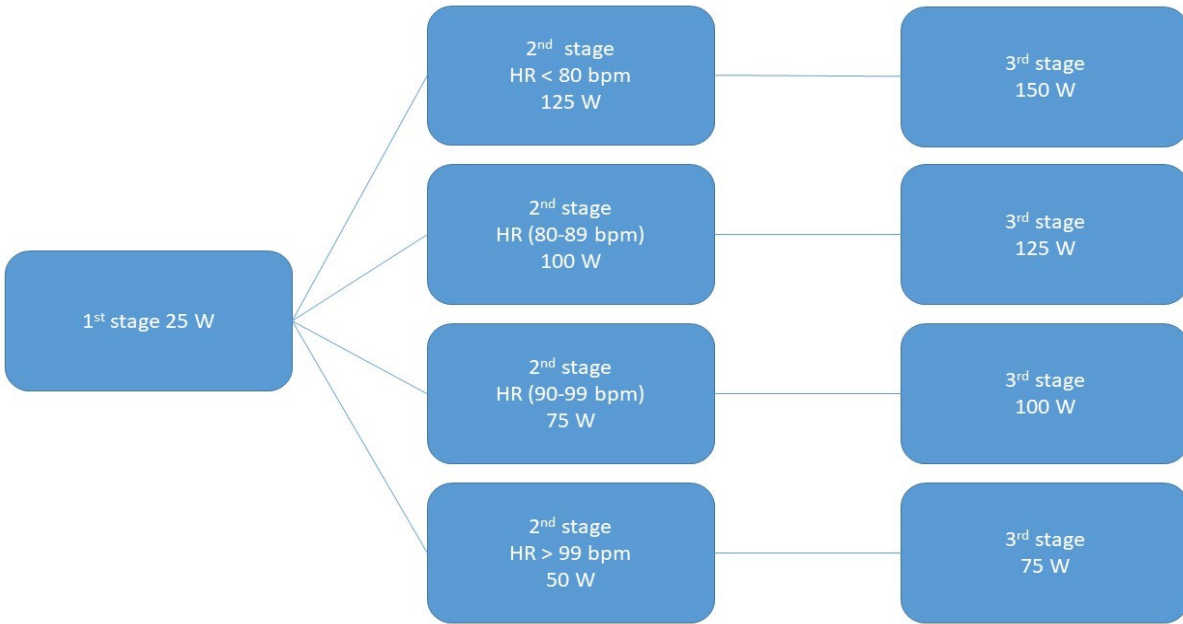 1st stage 25 W
2nd stage
HR < 80 bpm
125 W
3rd stage
150 W
2nd stage
HR (80-89 bpm)
100 W
3rd stage
125 W
2nd stage
HR (90-99 bpm)
75 W
3rd stage
100 W
2nd stage
HR > 99 bpm
50 W
3rd stage
75 W